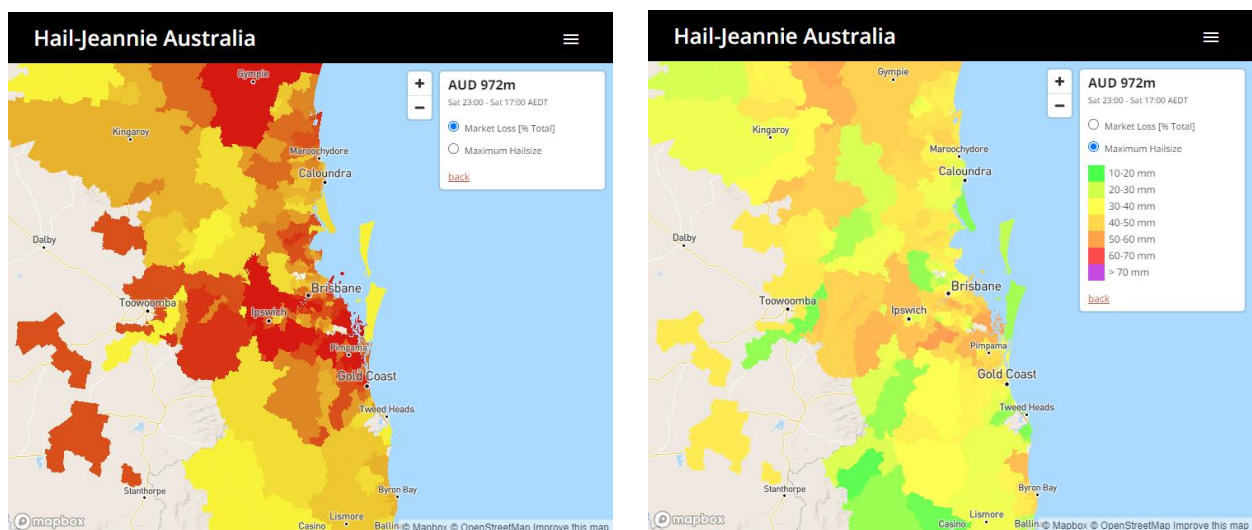 Hail-Jeannie Australia
≡
Gympie
Kingaroy
Maroochydore
Caloundra
Dalby
Toowoomba
Brisbane
Ipswich
Pimpama
Gold Coast
Tweed Heads
Stanthorpe
Byron Bay
Lismore
Casino
Ballin
+
−
AUD 972m
Sat 23:00 - Sat 17:00 AEDT
Market Loss [% Total]
Maximum Hailsize
back
mapbox
© Mapbox © OpenStreetMap Improve this map
Hail-Jeannie Australia
≡
Gympie
Kingaroy
Maroochydore
Caloundra
Dalby
Toowoomba
Brisbane
Ipswich
Pimpama
Gold Coast
Tweed Heads
Stanthorpe
Byron Bay
Lismore
Casino
Ballin
+
−
AUD 972m
Sat 23:00 - Sat 17:00 AEDT
Market Loss [% Total]
Maximum Hailsize
10-20 mm
20-30 mm
30-40 mm
40-50 mm
50-60 mm
60-70 mm
> 70 mm
back
mapbox
© Mapbox © OpenStreetMap Improve this map